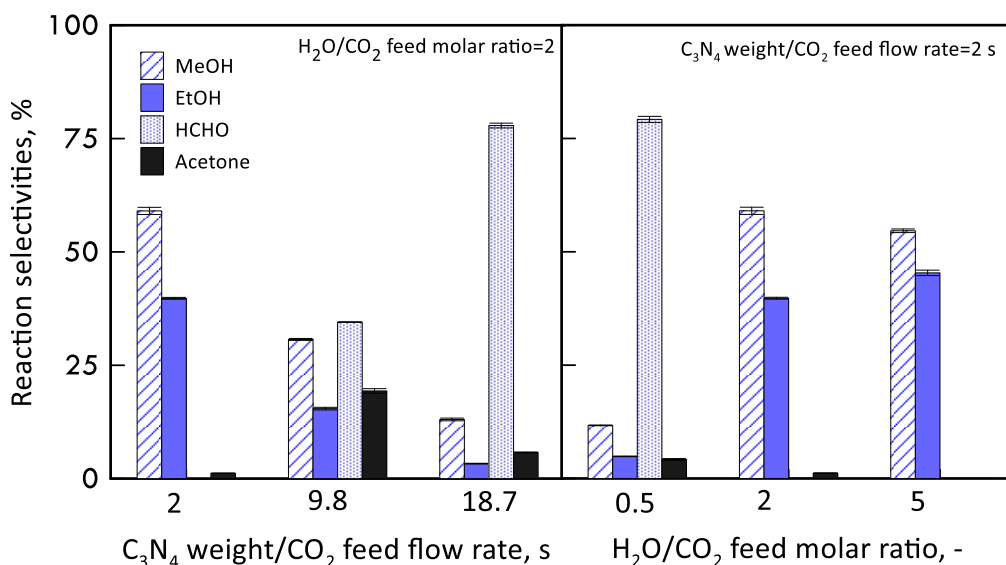 Reaction selectivities, %
100
75
50
25
0
H₂O/CO₂ feed molar ratio=2
MeOH
EtOH
HCHO
Acetone
C₃N₄ weight/CO₂ feed flow rate=2 s
2 9.8 18.7
0.5 2 5
C₃N₄ weight/CO₂ feed flow rate, s
H₂O/CO₂ feed molar ratio, -